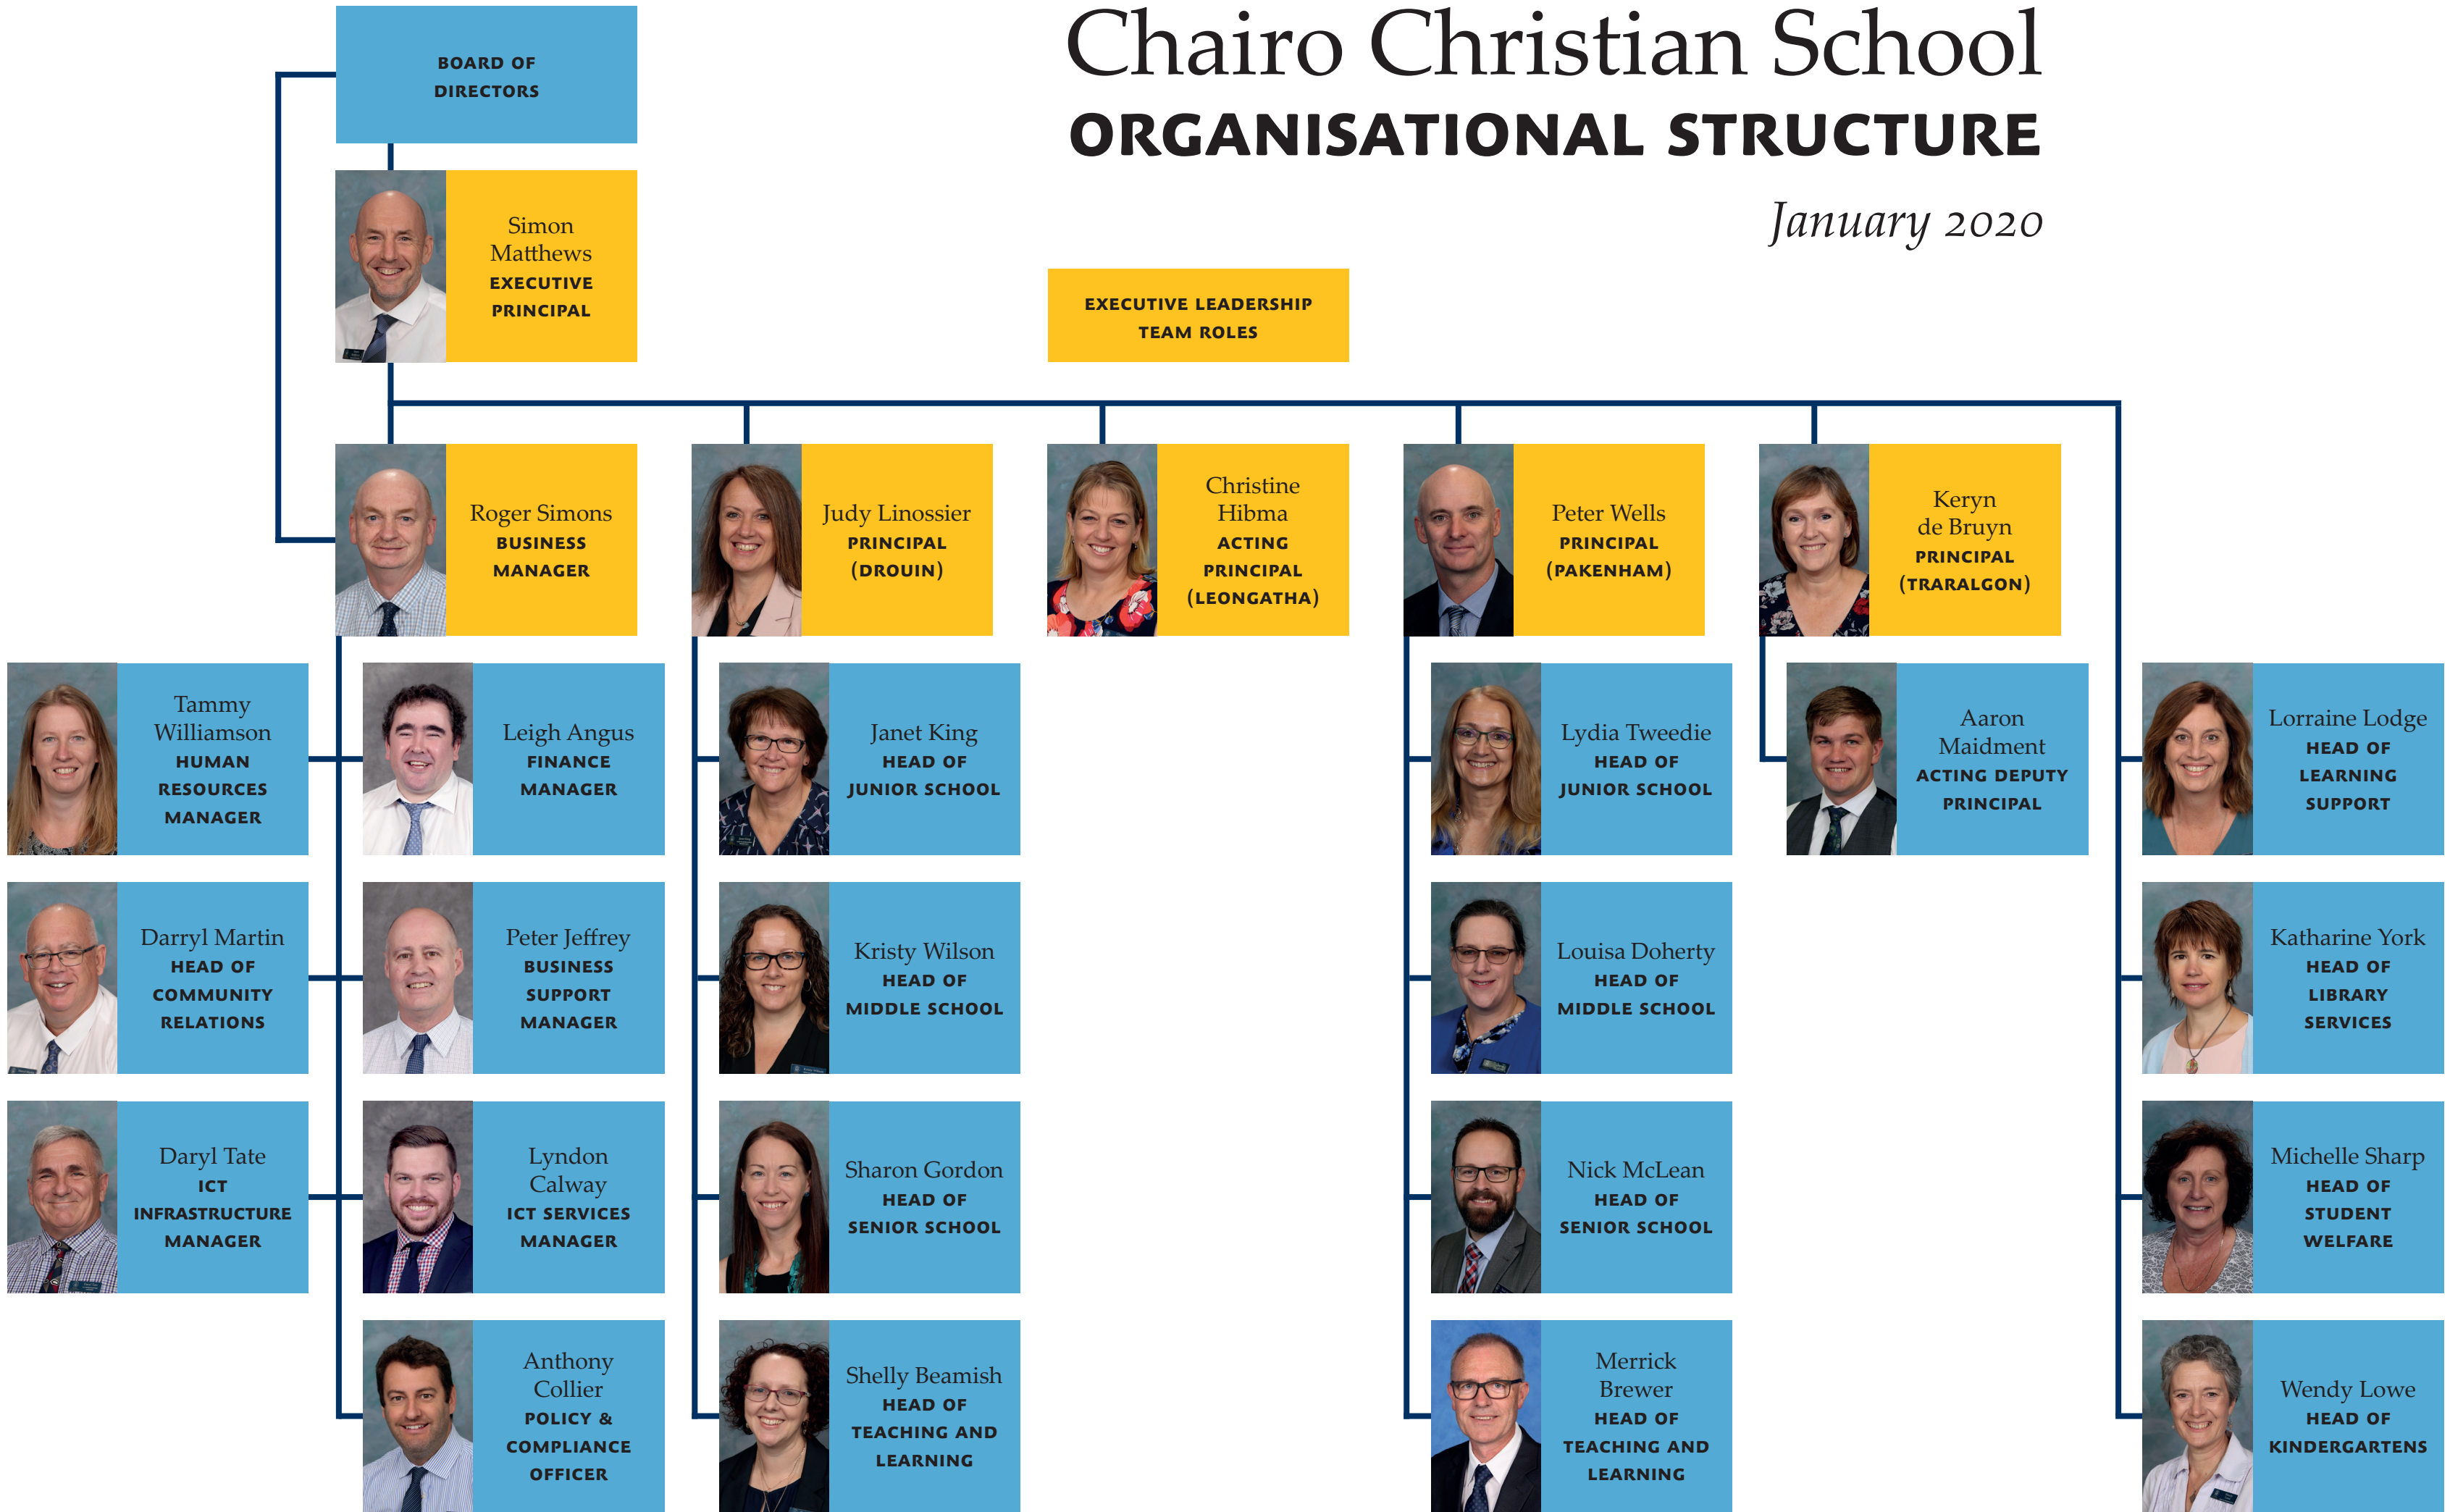 Chairo Christian School
ORGANISATIONAL STRUCTURE
January 2020
BOARD OF
DIRECTORS
Simon
Matthews
EXECUTIVE
PRINCIPAL
EXECUTIVE LEADERSHIP
TEAM ROLES
Roger Simons
BUSINESS
MANAGER
Judy Linossier
PRINCIPAL
(DROUIN)
Christine
Hibma
ACTING
PRINCIPAL
(LEONGATHA)
Peter Wells
PRINCIPAL
(PAKENHAM)
Keryn
de Bruyn
PRINCIPAL
(TRARALGON)
Tammy
Williamson
HUMAN
RESOURCES
MANAGER
Leigh Angus
FINANCE
MANAGER
Janet King
HEAD OF
JUNIOR SCHOOL
Lydia Tweedie
HEAD OF
JUNIOR SCHOOL
Aaron
Maidment
ACTING DEPUTY
PRINCIPAL
Lorraine Lodge
HEAD OF
LEARNING
SUPPORT
Darryl Martin
HEAD OF
COMMUNITY
RELATIONS
Peter Jeffrey
BUSINESS
SUPPORT
MANAGER
Kristy Wilson
HEAD OF
MIDDLE SCHOOL
Louisa Doherty
HEAD OF
MIDDLE SCHOOL
Katharine York
HEAD OF
LIBRARY
SERVICES
Daryl Tate
ICT
INFRASTRUCTURE
MANAGER
Lyndon
Calway
ICT SERVICES
MANAGER
Sharon Gordon
HEAD OF
SENIOR SCHOOL
Nick McLean
HEAD OF
SENIOR SCHOOL
Michelle Sharp
HEAD OF
STUDENT
WELFARE
Anthony
Collier
POLICY &
COMPLIANCE
OFFICER
Shelly Beamish
HEAD OF
TEACHING AND
LEARNING
Merrick
Brewer
HEAD OF
TEACHING AND
LEARNING
Wendy Lowe
HEAD OF
KINDERGARTENS